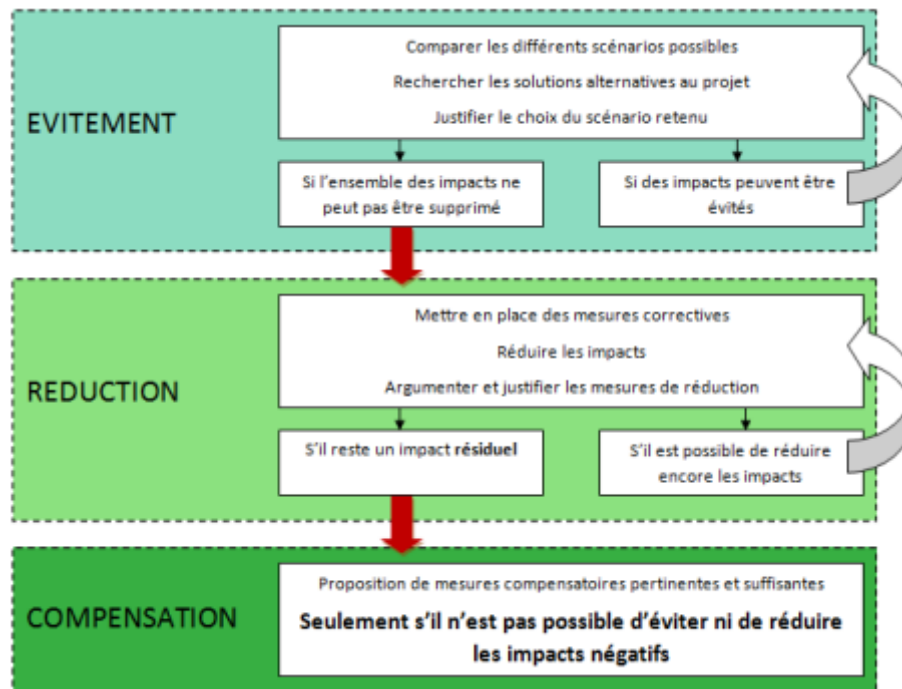 EVITEMENT
Comparer les différents scénarios possibles
Rechercher les solutions alternatives au projet
Justifier le choix du scénario retenu
Si l'ensemble des impacts ne
peut pas être supprimé
Si des impacts peuvent être
évités
REDUCTION
Mettre en place des mesures correctives
Réduire les impacts
Argumenter et justifier les mesures de réduction
S'il reste un impact résiduel
S'il est possible de réduire
encore les impacts
COMPENSATION
Proposition de mesures compensatoires pertinentes et suffisantes
Seulement s'il n'est pas possible d'éviter ni de réduire
les impacts négatifs